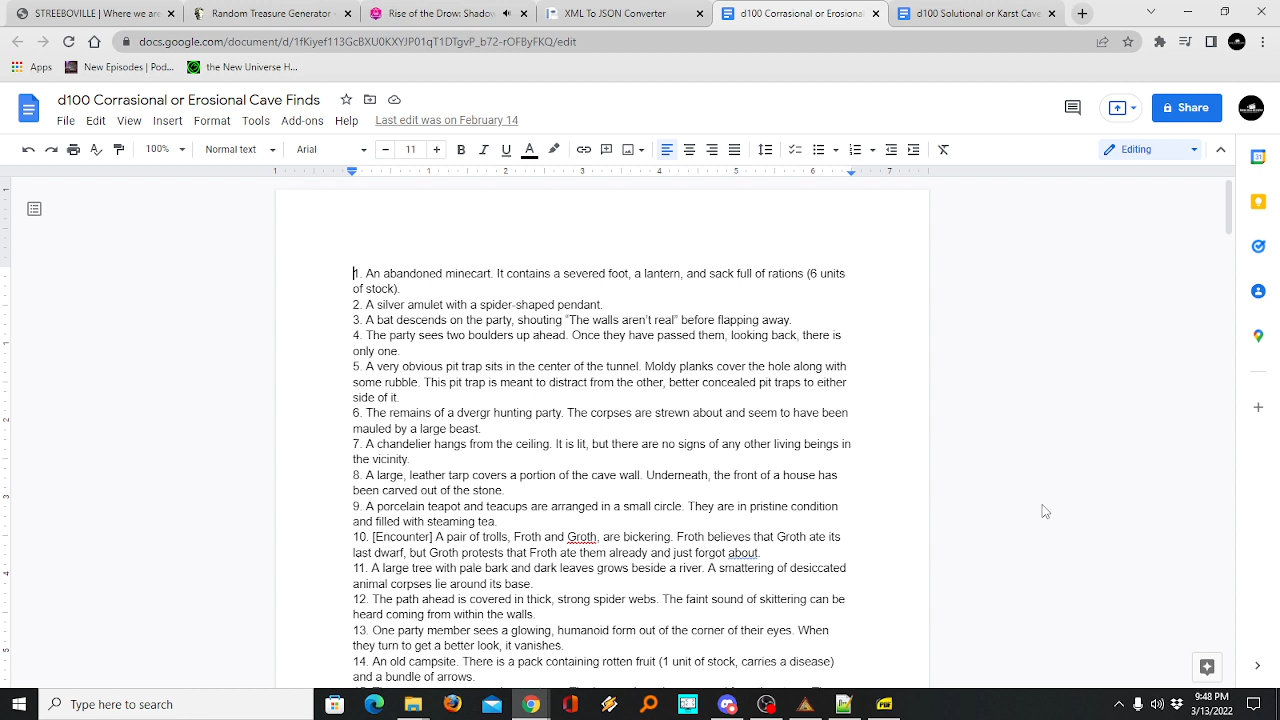 STREEBOVILLE | Where we are
Random Treasure Generator -
Rise of the Drow: Shadow
XML To JSON Converter
d100 Corrasional or Erosional
d100 Solutional or Karst Cave
docs.google.com/document/d/1fKiyef113GcBXU0KXYJP01qT1DTgvP_b72-rOFByFKQ/edit
Apps
New Episodes | Pod...
the New Universe H...
d100 Corrasional or Erosional Cave Finds
File Edit View Insert Format Tools Add-ons Help Last edit was on February 14
Share
100% Normal text Arial 11 Editing
1. An abandoned minecart. It contains a severed foot, a lantern, and sack full of rations (6 units
of stock).
2. A silver amulet with a spider-shaped pendant.
3. A bat descends on the party, shouting “The walls aren’t real” before flapping away.
4. The party sees two boulders up ahead. Once they have passed them, looking back, there is
only one.
5. A very obvious pit trap sits in the center of the tunnel. Moldy planks cover the hole along with
some rubble. This pit trap is meant to distract from the other, better concealed pit traps to either
side of it.
6. The remains of a dvergr hunting party. The corpses are strewn about and seem to have been
mauled by a large beast.
7. A chandelier hangs from the ceiling. It is lit, but there are no signs of any other living beings in
the vicinity.
8. A large, leather tarp covers a portion of the cave wall. Underneath, the front of a house has
been carved out of the stone.
9. A porcelain teapot and teacups are arranged in a small circle. They are in pristine condition
and filled with steaming tea.
10. [Encounter] A pair of trolls, Froth and Groth, are bickering. Froth believes that Groth ate its
last dwarf, but Groth protests that Froth ate them already and just forgot about.
11. A large tree with pale bark and dark leaves grows beside a river. A smattering of desiccated
animal corpses lie around its base.
12. The path ahead is covered in thick, strong spider webs. The faint sound of skittering can be
heard coming from within the walls.
13. One party member sees a glowing, humanoid form out of the corner of their eyes. When
they turn to get a better look, it vanishes.
14. An old campsite. There is a pack containing rotten fruit (1 unit of stock, carries a disease)
and a bundle of arrows.
Type here to search
9:48 PM
3/13/2022